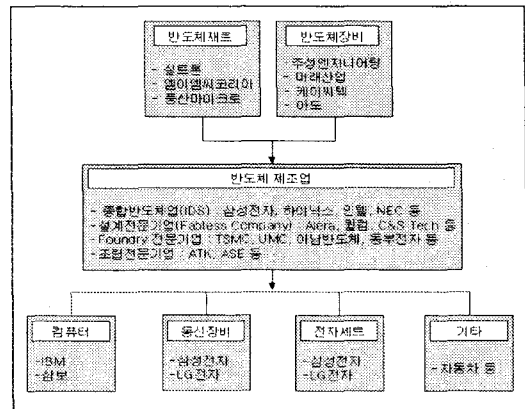 반도체재료
- 실트론
- 엠이엠씨코리아
- 풍산마이크로
반도체장비
- 주성엔지니어링
- 미래산업
- 케이씨텍
- 아토
반도체 제조업
- 종합반도체업(IDS) : 삼성전자, 하이닉스, 인텔, NEC 등
- 설계전문기업(Fabless Company) : Alera, 퀄컴, C&S Tech 등
- Foundry 전문기업 : TSMC, UMC, 아남반도체, 동부전자 등
- 조립전문기업 : ATK, ASE 등
컴퓨터
-IBM
-삼보
통신장비
-삼성전자
-LG전자
전자세트
-삼성전자
-LG전자
기타
-자동차 등